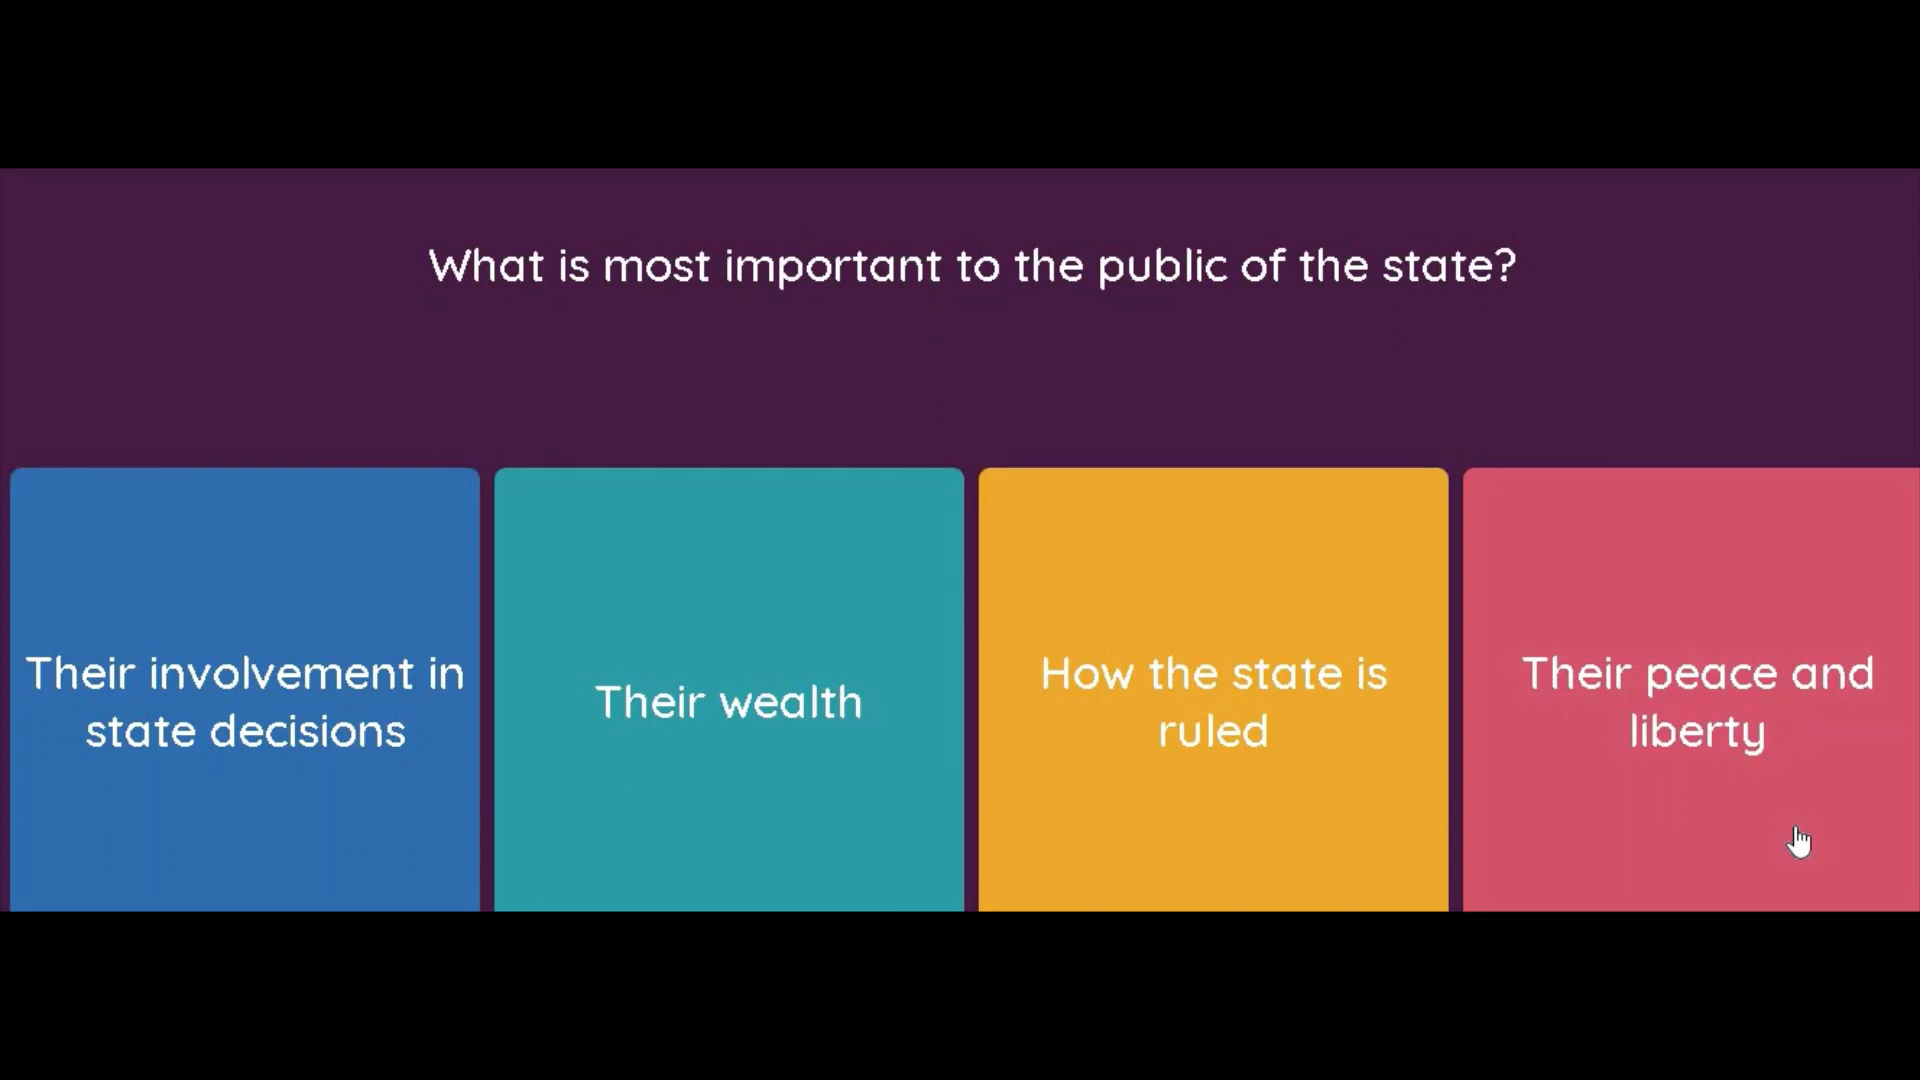 What is most important to the public of the state?
Their involvement in
state decisions
Their wealth
How the state is
ruled
Their peace and
liberty